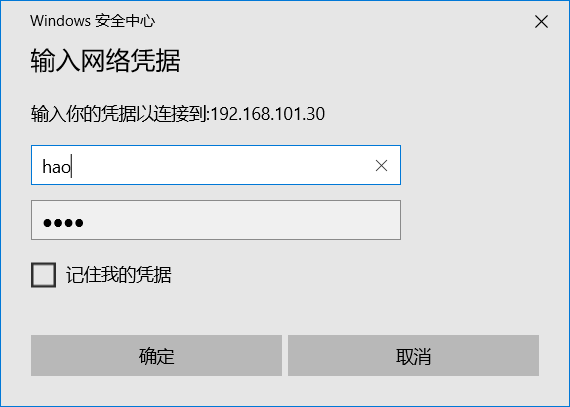 Windows 安全中心
输入网络凭据
输入你的凭据以连接到:192.168.101.30
hao
●●●●
记住我的凭据
确定
取消